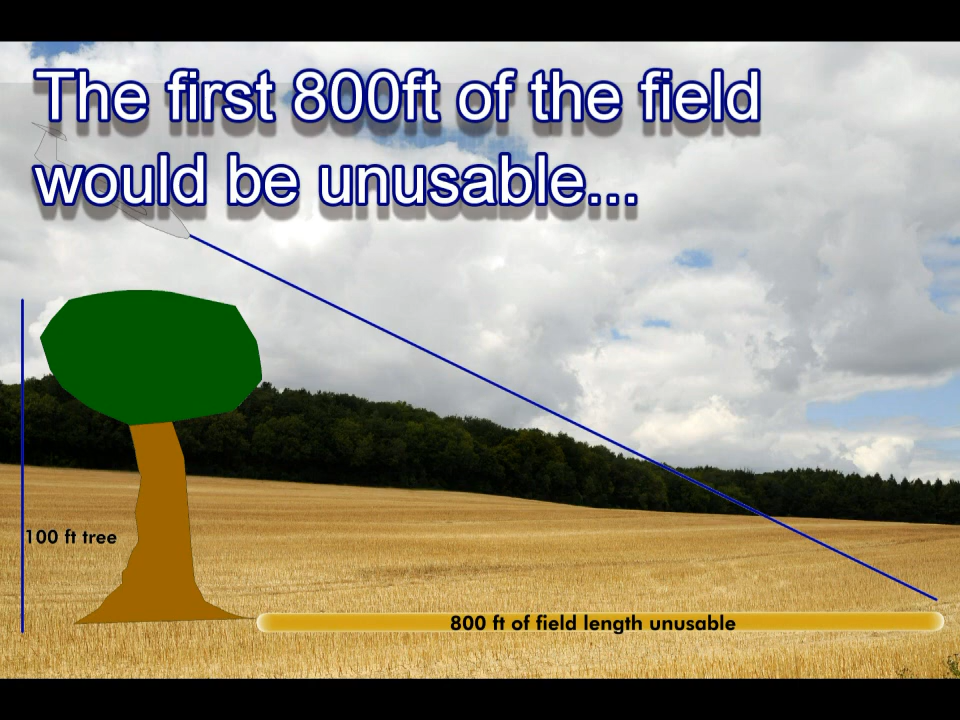 The first 800ft of the field
would be unusable...
100 ft tree
800 ft of field length unusable